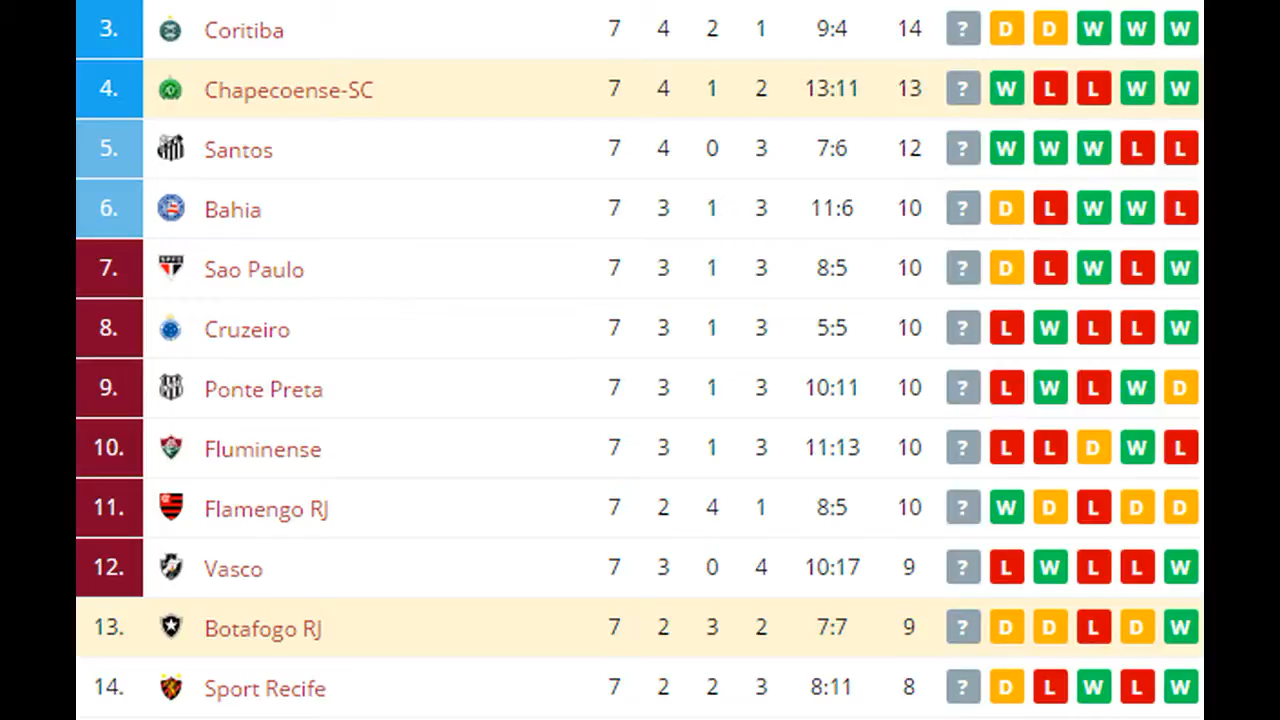 3. Coritiba 7 4 2 1 9:4 14 ? D D W W W
4. Chapecoense-SC 7 4 1 2 13:11 13 ? W L L W W
5. Santos 7 4 0 3 7:6 12 ? W W W L L
6. Bahia 7 3 1 3 11:6 10 ? D L W W L
7. Sao Paulo 7 3 1 3 8:5 10 ? D L W L W
8. Cruzeiro 7 3 1 3 5:5 10 ? L W L L W
9. Ponte Preta 7 3 1 3 10:11 10 ? L W L W D
10. Fluminense 7 3 1 3 11:13 10 ? L L D W L
11. Flamengo RJ 7 2 4 1 8:5 10 ? W D L D D
12. Vasco 7 3 0 4 10:17 9 ? L W L L W
13. Botafogo RJ 7 2 3 2 7:7 9 ? D D L D W
14. Sport Recife 7 2 2 3 8:11 8 ? D L W L W